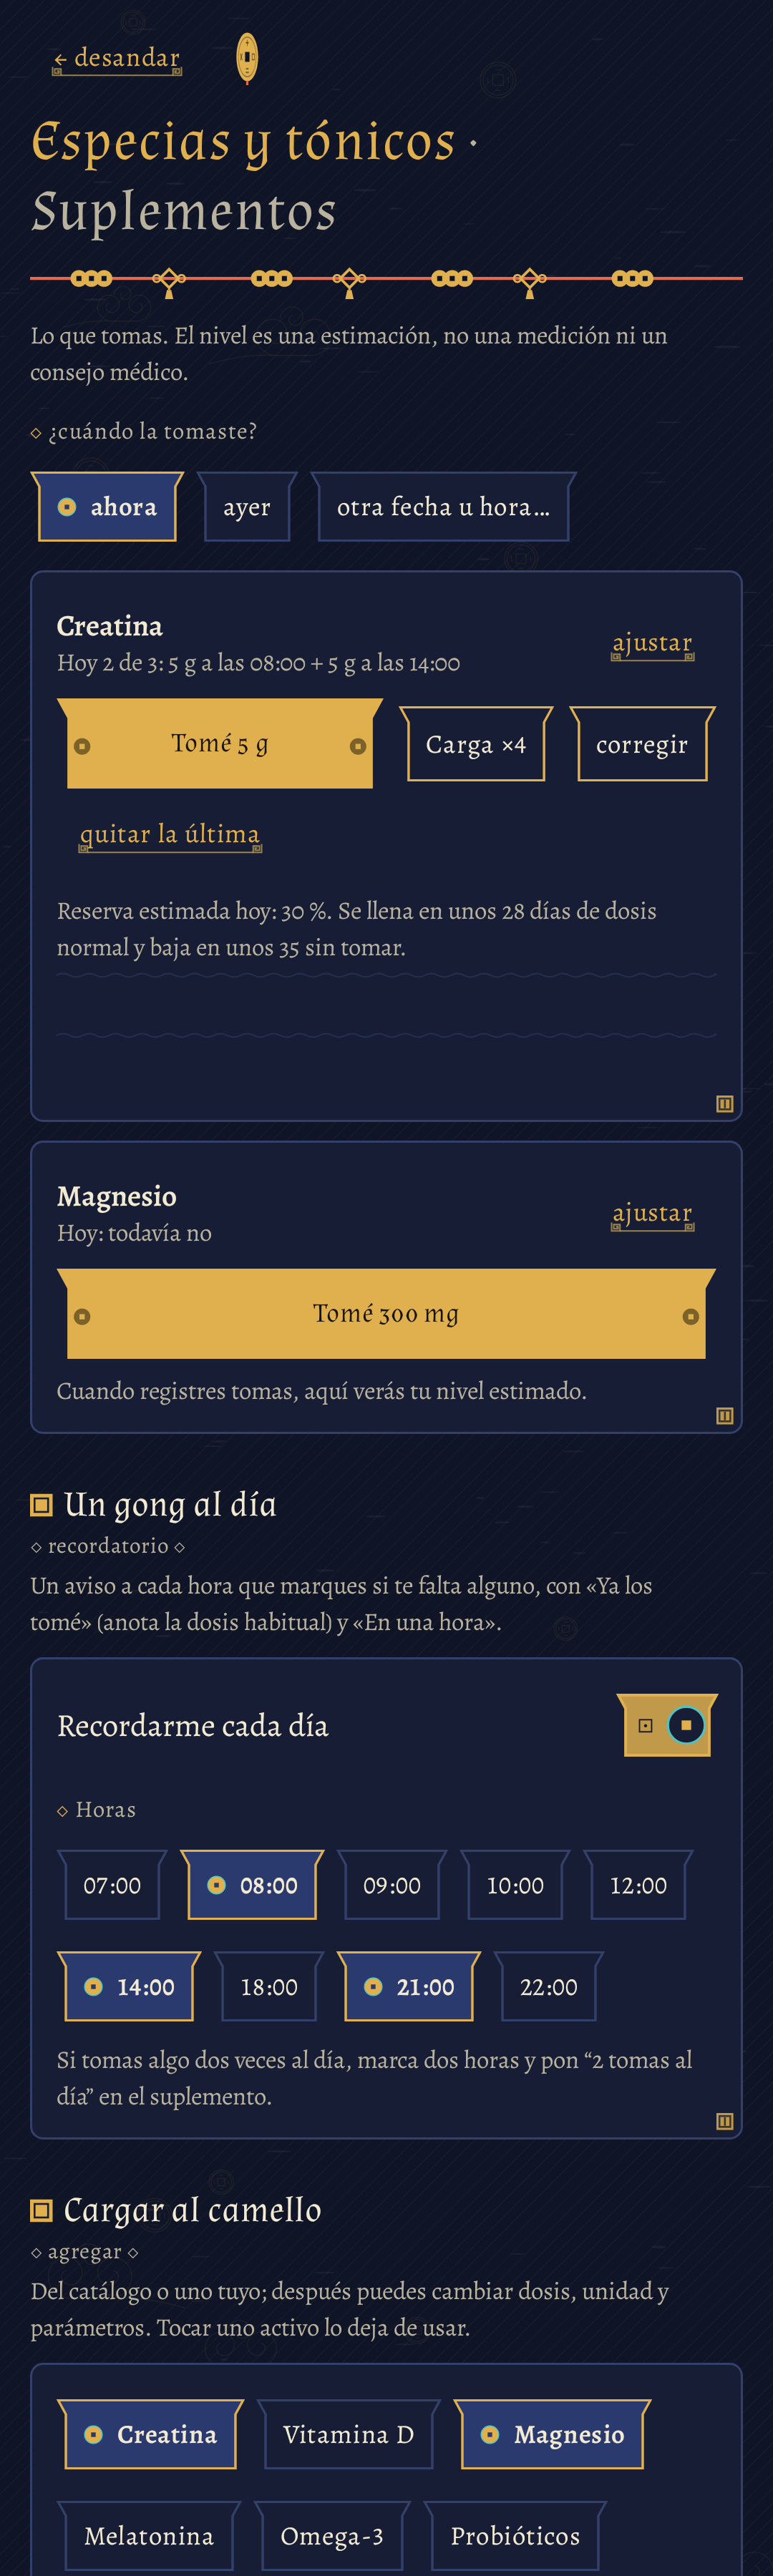 ← desandar
Especias y tónicos ·
Suplementos
Lo que tomas. El nivel es una estimación, no una medición ni un
consejo médico.
¿cuándo la tomaste?
ahora ayer otra fecha u hora…
Creatina
ajustar
Hoy 2 de 3: 5 g a las 08:00 + 5 g a las 14:00
Tomé 5 g Carga ×4 corregir
quitar la última
Reserva estimada hoy: 30 %. Se llena en unos 28 días de dosis
normal y baja en unos 35 sin tomar.
Magnesio
ajustar
Hoy: todavía no
Tomé 300 mg
Cuando registres tomas, aquí verás tu nivel estimado.
Un gong al día
recordatorio
Un aviso a cada hora que marques si te falta alguno, con «Ya los
tomé» (anota la dosis habitual) y «En una hora».
Recordarme cada día
Horas
07:00 08:00 09:00 10:00 12:00
14:00 18:00 21:00 22:00
Si tomas algo dos veces al día, marca dos horas y pon “2 tomas al
día” en el suplemento.
Cargar al camello
agregar
Del catálogo o uno tuyo; después puedes cambiar dosis, unidad y
parámetros. Tocar uno activo lo deja de usar.
Creatina Vitamina D Magnesio
Melatonina Omega-3 Probióticos